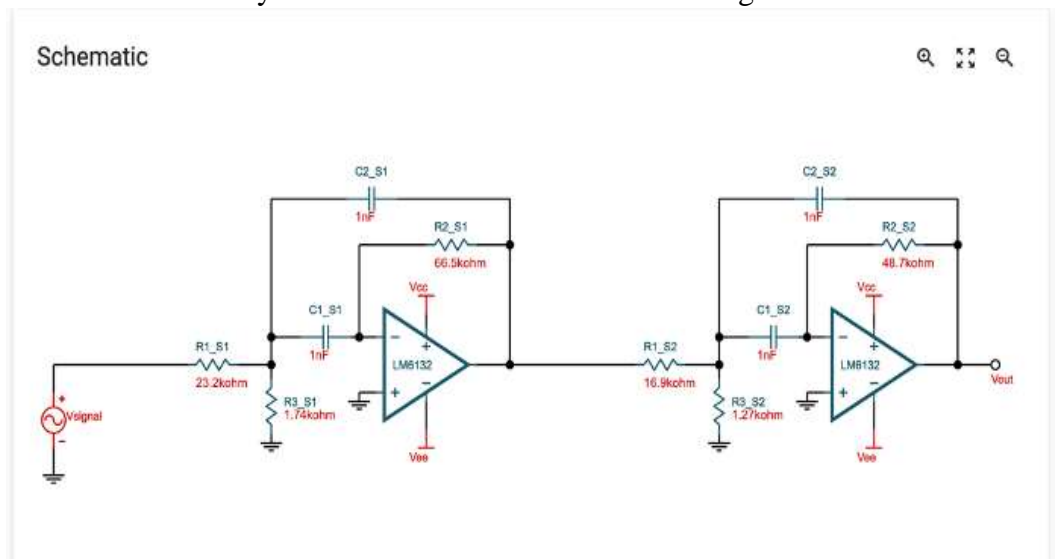 Schematic
C2_S1
1nF
R2_S1
66.5kohm
Vcc
C1_S1
1nF
R1_S1
23.2kohm
LM6132
R3_S1
1.74kohm
Vsignal
Vee
C2_S2
1nF
R2_S2
48.7kohm
Vcc
C1_S2
1nF
R1_S2
16.9kohm
LM6132
R3_S2
1.27kohm
Vee
Vout